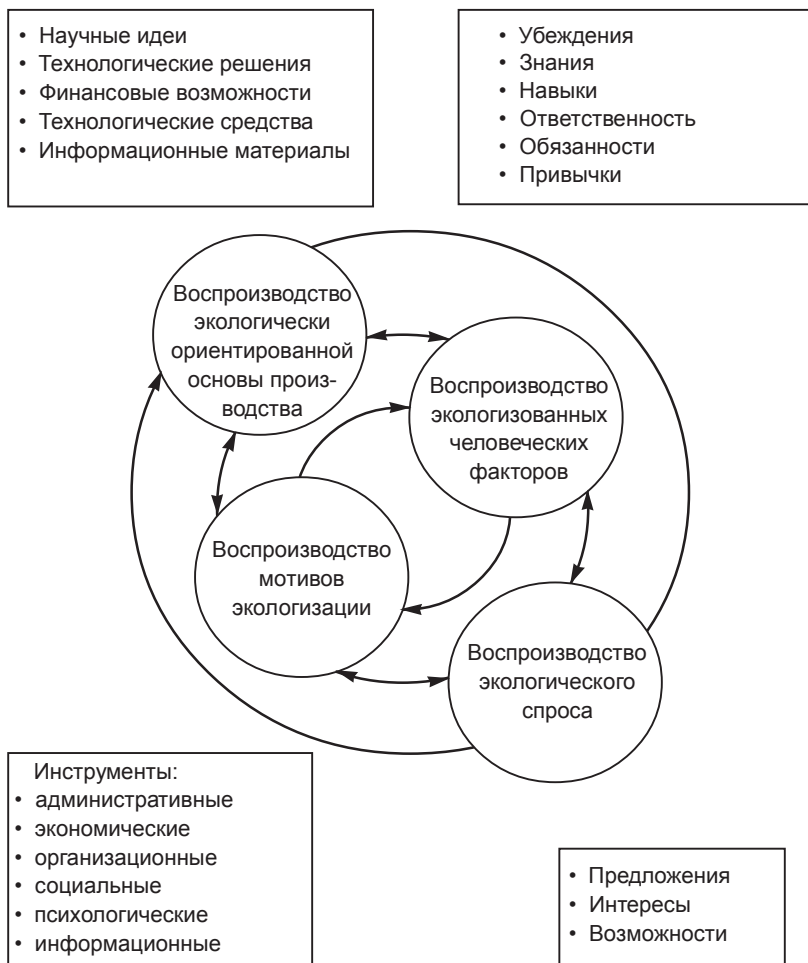 • Научные идеи
• Технологические решения
• Финансовые возможности
• Технологические средства
• Информационные материалы
• Убеждения
• Знания
• Навыки
• Ответственность
• Обязанности
• Привычки
Воспроизводство
экологически
ориентированной
основы произ-
водства
Воспроизводство
экологизованных
человеческих
факторов
Воспроизводство
мотивов
экологизации
Воспроизводство
экологического
спроса
Инструменты:
• административные
• экономические
• организационные
• социальные
• психологические
• информационные
• Предложения
• Интересы
• Возможности